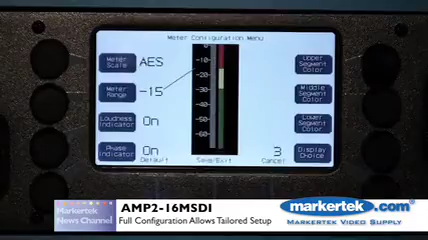 Meter Configuration Menu
Meter Scale
AES
Meter Range
-15
Loudness Indicator
On
Phase Indicator
On
Default
0
-10
-20
-30
-40
-50
-60
Save/Exit
Upper Segment Color
Middle Segment Color
Lower Segment Color
Display Choice
3
Cancel
Markertek News Channel
AMP2-16MSDI
Full Configuration Allows Tailored Setup
markertek.com®
MARKERTEK VIDEO SUPPLY